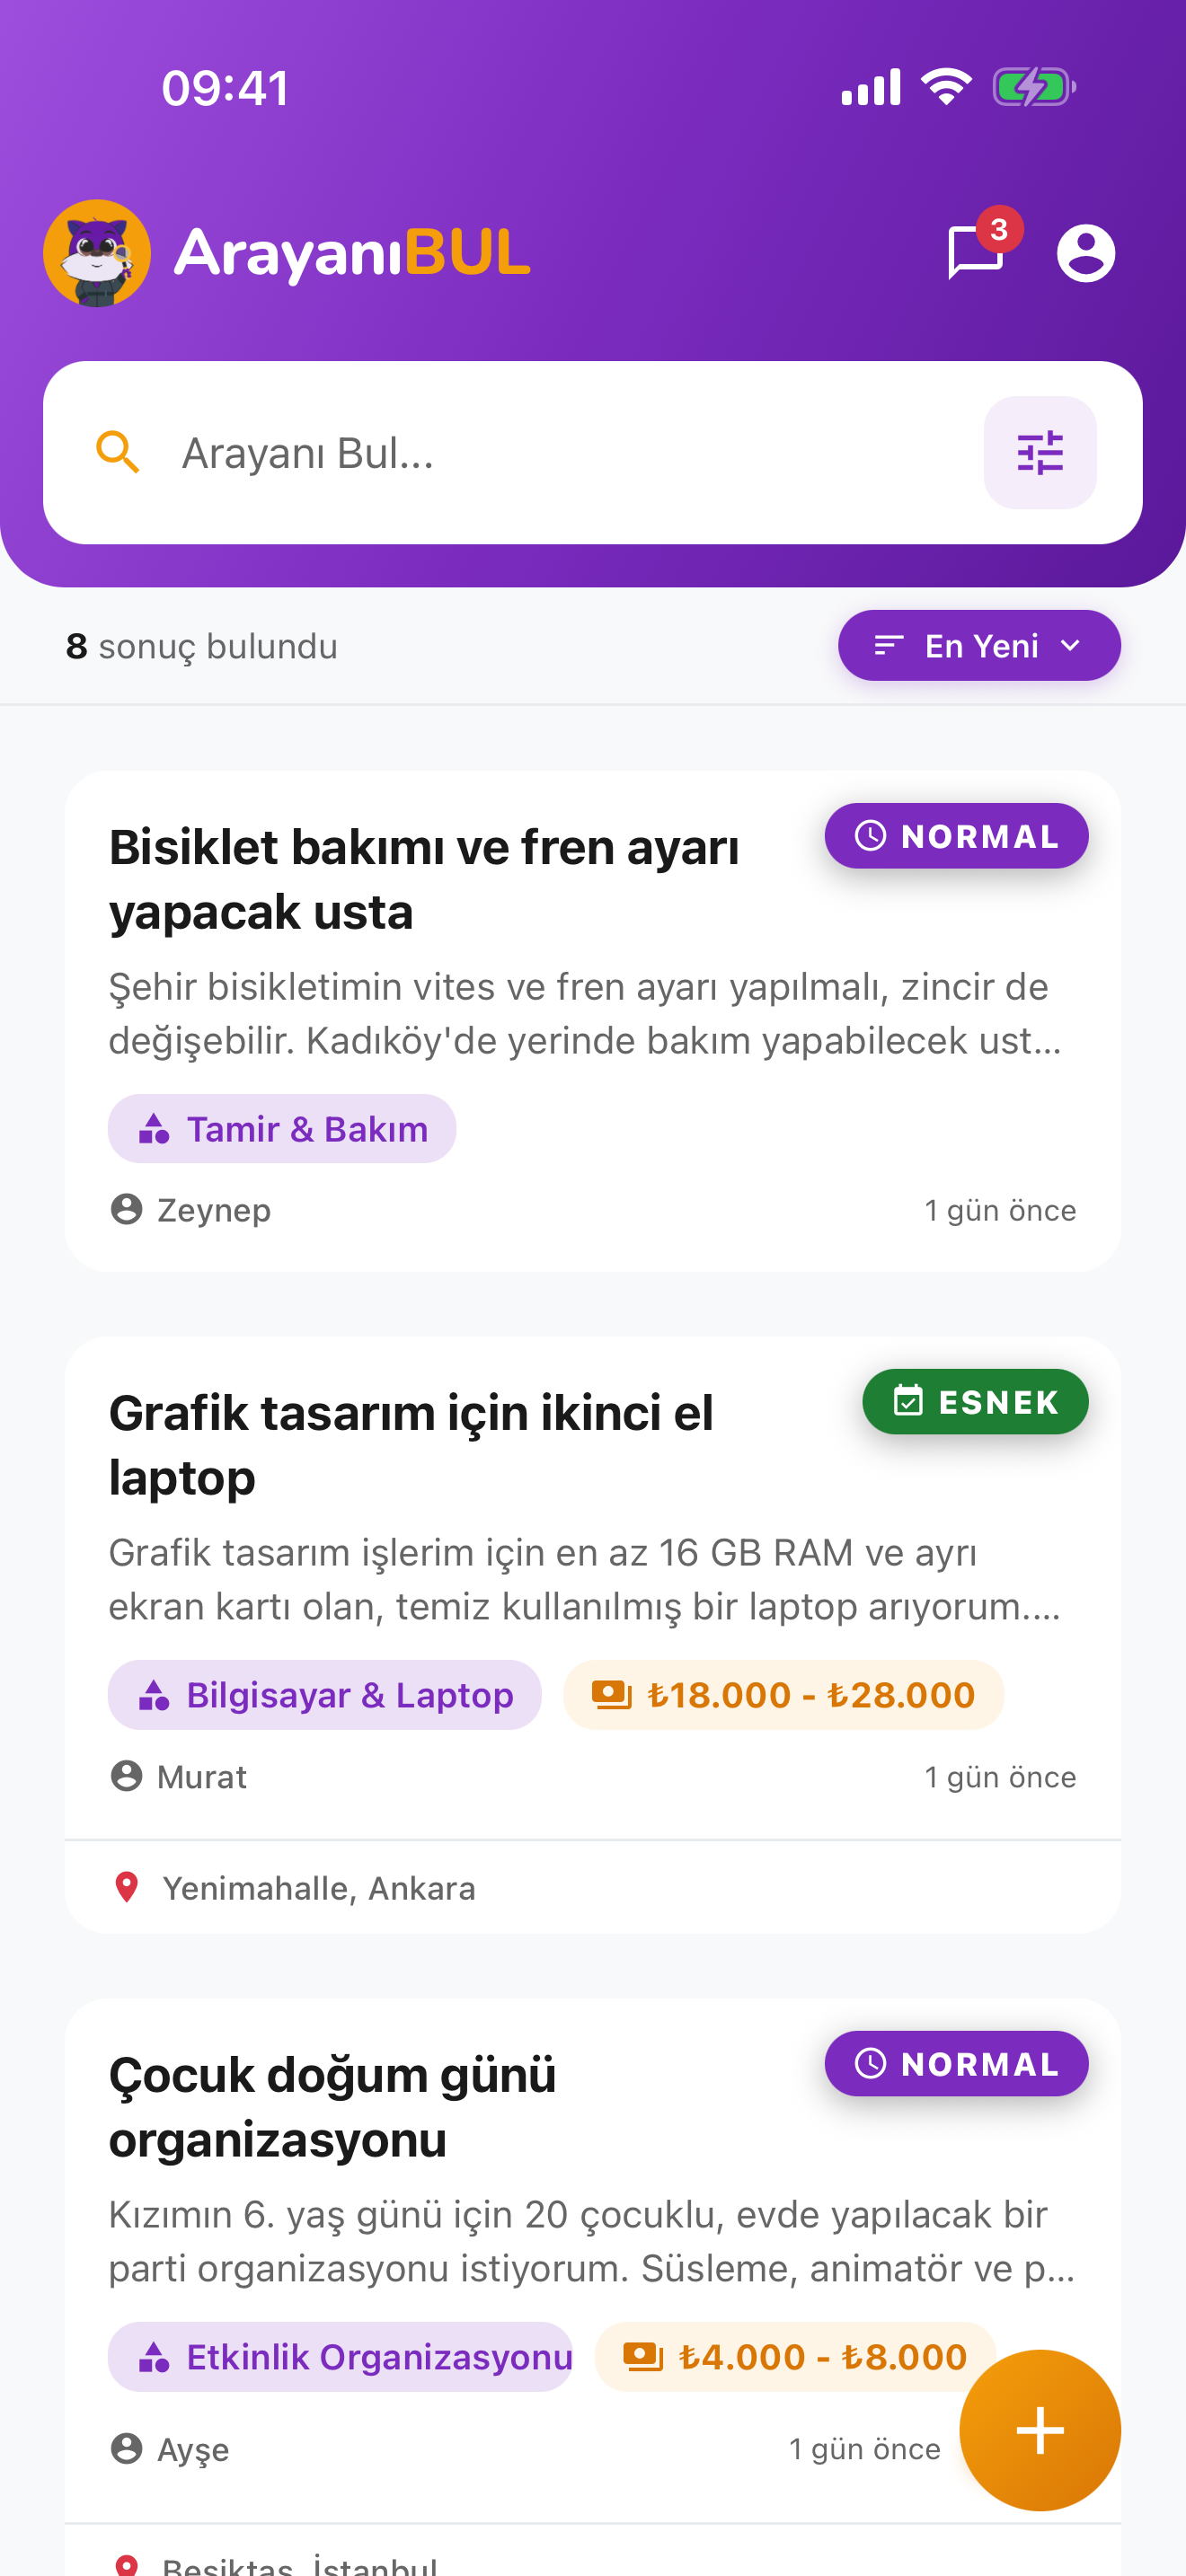 09:41
ArayanıBUL
3
Arayanı Bul...
8 sonuç bulundu
En Yeni
Bisiklet bakımı ve fren ayarı
yapacak usta
NORMAL
Şehir bisikletimin vites ve fren ayarı yapılmalı, zincir de
değişebilir. Kadıköy'de yerinde bakım yapabilecek ust...
Tamir & Bakım
Zeynep
1 gün önce
Grafik tasarım için ikinci el
laptop
ESNEK
Grafik tasarım işlerim için en az 16 GB RAM ve ayrı
ekran kartı olan, temiz kullanılmış bir laptop arıyorum....
Bilgisayar & Laptop
₺18.000 - ₺28.000
Murat
1 gün önce
Yenimahalle, Ankara
Çocuk doğum günü
organizasyonu
NORMAL
Kızımın 6. yaş günü için 20 çocuklu, evde yapılacak bir
parti organizasyonu istiyorum. Süsleme, animatör ve p...
Etkinlik Organizasyonu
₺4.000 - ₺8.000
Ayşe
1 gün önce
Beşiktaş, İstanbul